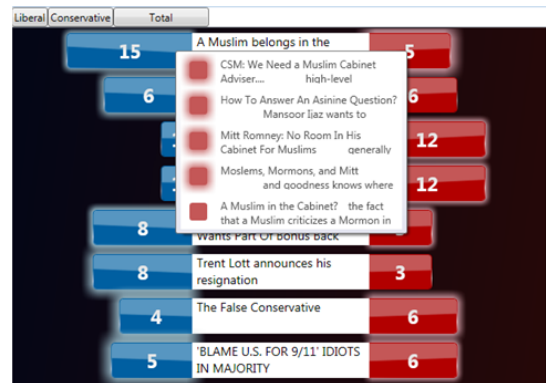 Liberal Conservative Total
15 A Muslim belongs in the 5
CSM: We Need a Muslim Cabinet
Adviser.... high-level
6 6
How To Answer An Asinine Question?
Mansoor Ijaz wants to
Mitt Romney: No Room In His
Cabinet For Muslims generally
12
Moslems, Mormons, and Mitt
and goodness knows where
12
A Muslim in the Cabinet? the fact
that a Muslim criticizes a Mormon in
8 Wants Part Of Bonus Back
8 Trent Lott announces his
resignation 3
4 The False Conservative 6
5 'BLAME U.S. FOR 9/11' IDIOTS
IN MAJORITY 6